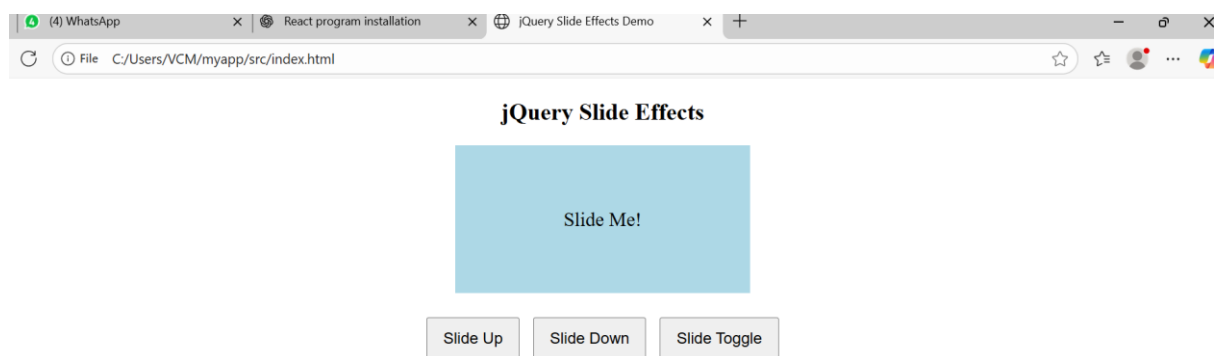 (4) WhatsApp
React program installation
jQuery Slide Effects Demo
File C:/Users/VCM/myapp/src/index.html
jQuery Slide Effects
Slide Me!
Slide Up
Slide Down
Slide Toggle